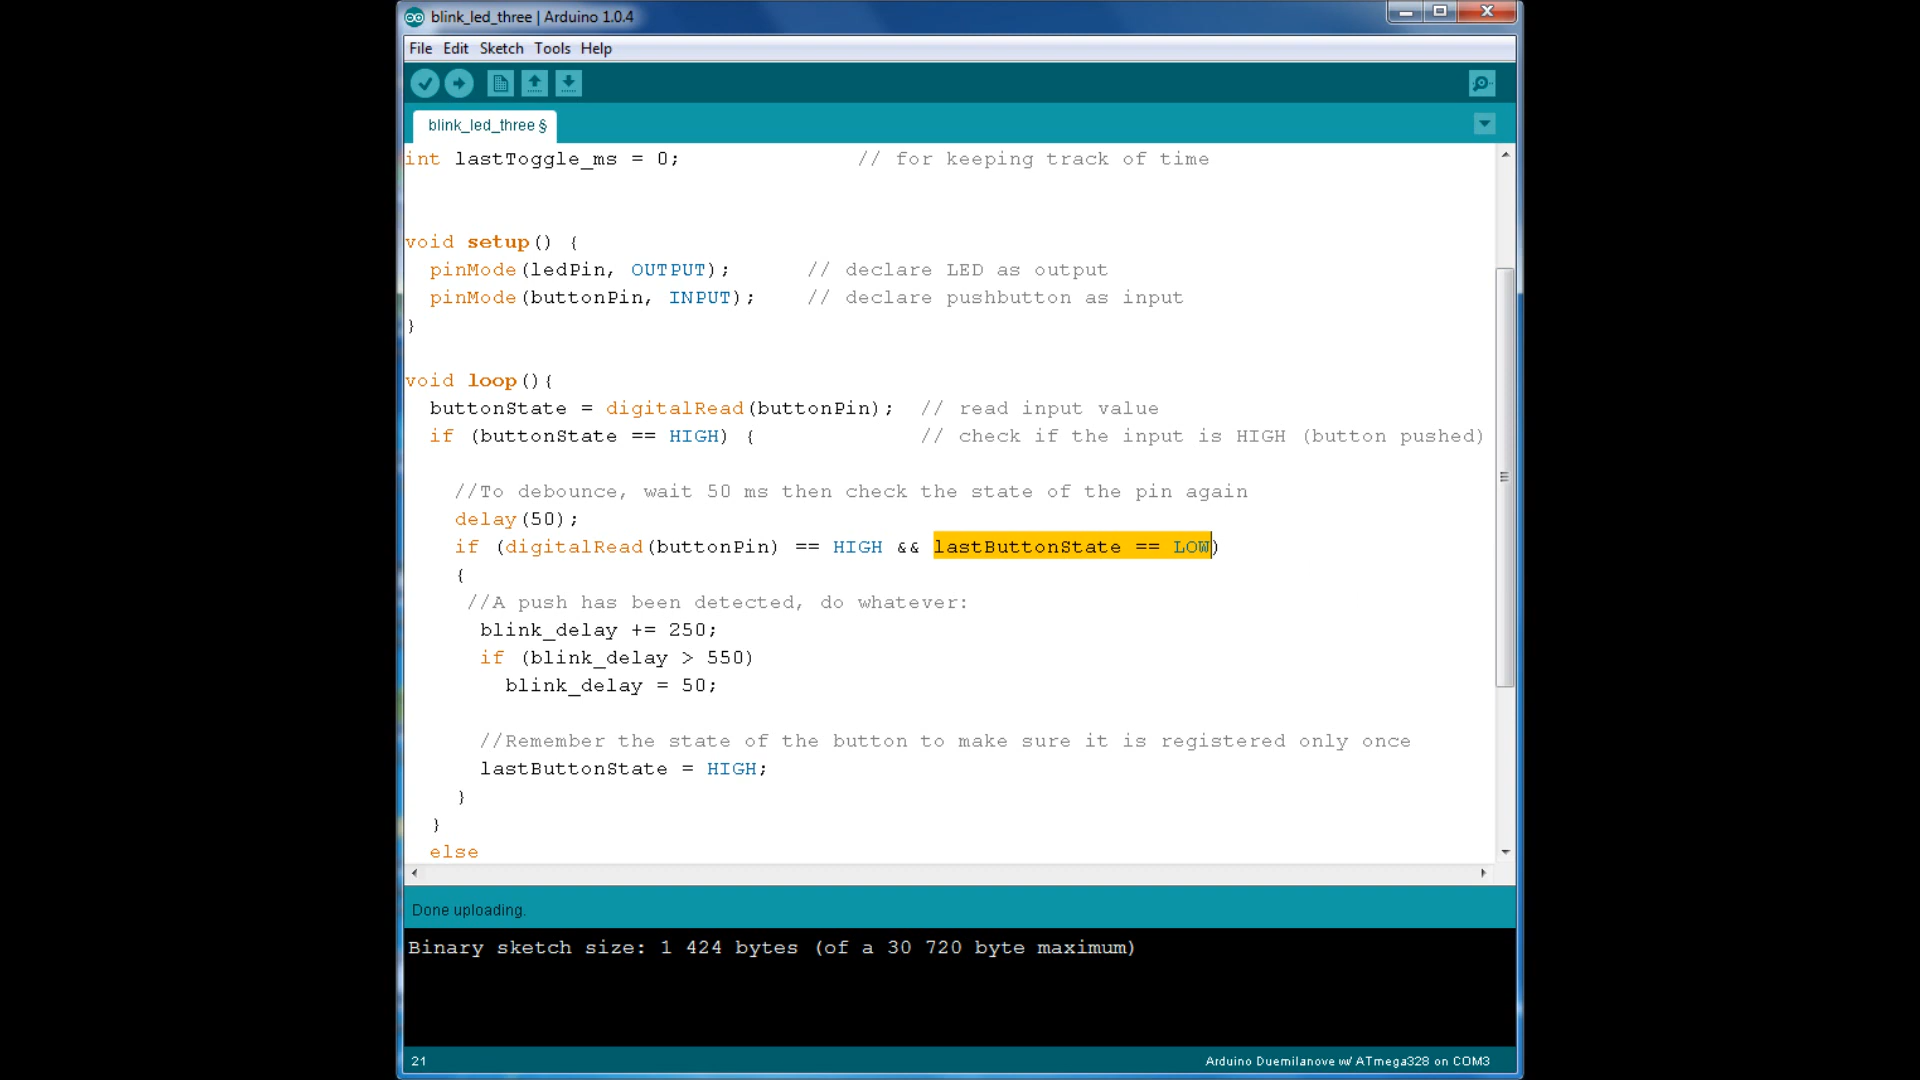 blink_led_three | Arduino 1.0.4
File Edit Sketch Tools Help
blink_led_three §
int lastToggle_ms = 0; // for keeping track of time
void setup() {
pinMode(ledPin, OUTPUT); // declare LED as output
pinMode(buttonPin, INPUT); // declare pushbutton as input
}
void loop(){
buttonState = digitalRead(buttonPin); // read input value
if (buttonState == HIGH) { // check if the input is HIGH (button pushed)
//To debounce, wait 50 ms then check the state of the pin again
delay(50);
if (digitalRead(buttonPin) == HIGH && lastButtonState == LOW)
{
//A push has been detected, do whatever:
blink_delay += 250;
if (blink_delay > 550)
blink_delay = 50;
//Remember the state of the button to make sure it is registered only once
lastButtonState = HIGH;
}
}
else
Done uploading.
Binary sketch size: 1 424 bytes (of a 30 720 byte maximum)
21 Arduino Duemilanove w/ ATmega328 on COM3